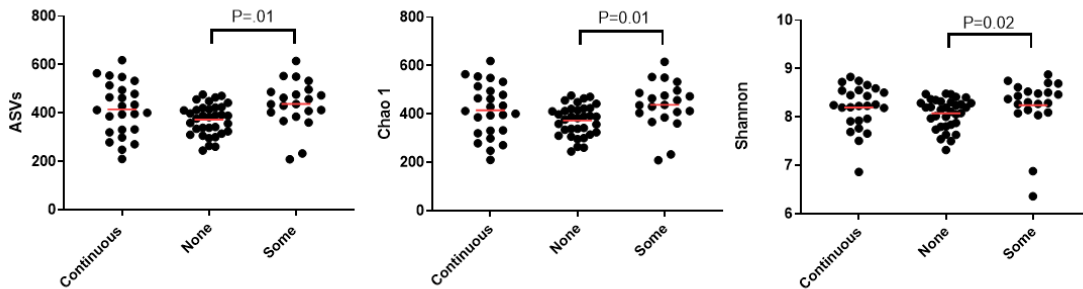 800
600
400
200
0
ASVs
P=.01
Continuous
None
Some
800
600
400
200
0
Chao 1
P=0.01
Continuous
None
Some
10
9
8
7
6
Shannon
P=0.02
Continuous
None
Some